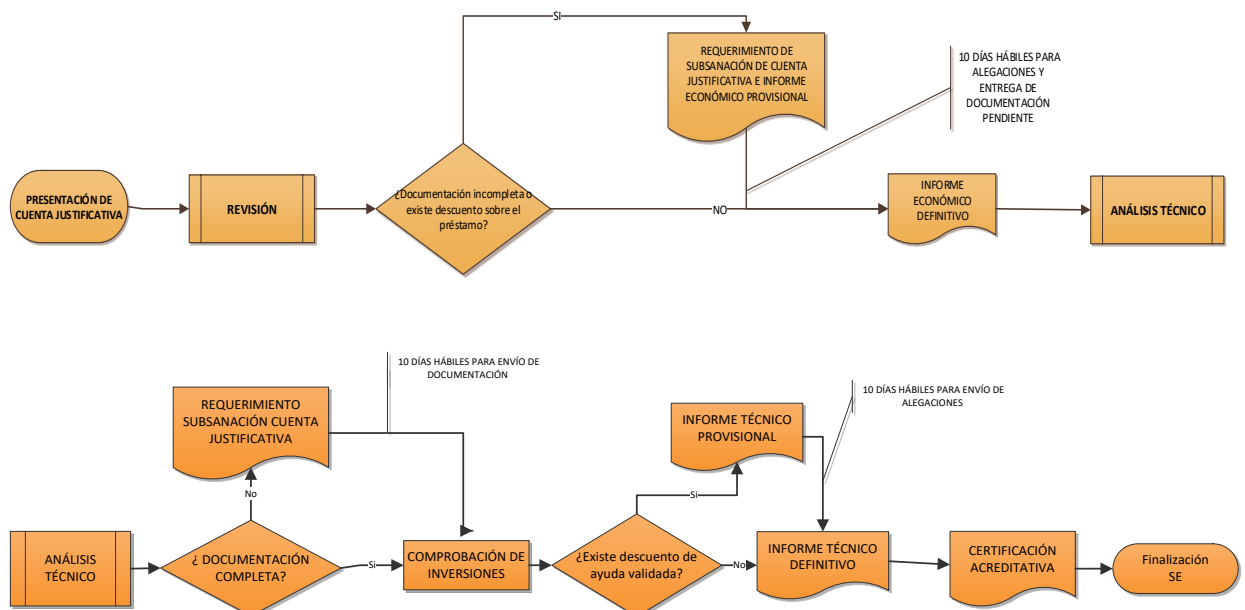 SI
REQUERIMIENTO DE
SUBSANACIÓN DE CUENTA
JUSTIFICATIVA E INFORME
ECONÓMICO PROVISIONAL
10 DÍAS HÁBILES PARA
ALEGACIONES Y
ENTREGA DE
DOCUMENTACIÓN
PENDIENTE
PRESENTACIÓN DE
CUENTA JUSTIFICATIVA
REVISIÓN
¿Documentación incompleta o
existe descuento sobre el
préstamo?
NO
INFORME
ECONÓMICO
DEFINITIVO
ANÁLISIS TÉCNICO
10 DÍAS HÁBILES PARA ENVÍO DE
DOCUMENTACIÓN
REQUERIMIENTO
SUBSANACIÓN CUENTA
JUSTIFICATIVA
10 DÍAS HÁBILES PARA ENVÍO DE
ALEGACIONES
INFORME TÉCNICO
PROVISIONAL
No
Si
ANÁLISIS
TÉCNICO
¿ DOCUMENTACIÓN
COMPLETA?
Si
COMPROBACIÓN DE
INVERSIONES
¿Existe descuento de
ayuda validada?
No
INFORME TÉCNICO
DEFINITIVO
CERTIFICACIÓN
ACREDITATIVA
Finalización
SE